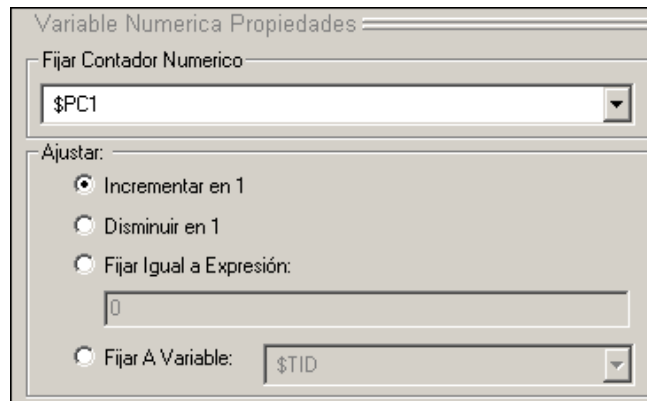 Variable Numerica Propiedades
Fijar Contador Numerico
$PC1
Ajustar:
Incrementar en 1
Disminuir en 1
Fijar Igual a Expresión:
0
Fijar A Variable: $TID